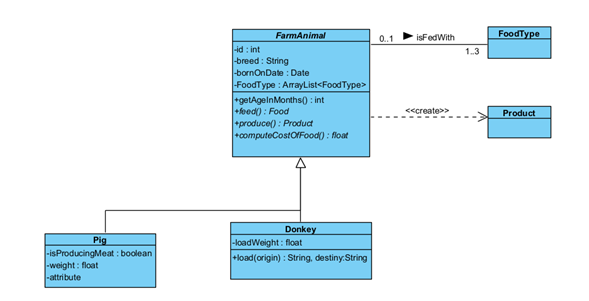 FarmAnimal
-id : int
-breed : String
-bornOnDate : Date
-FoodType : ArrayList<FoodType>
+getAgeInMonths() : int
+feed() : Food
+produce() : Product
+computeCostOfFood() : float
0..1
isFedWith
1..3
FoodType
<<create>>
Product
Pig
-isProducingMeat : boolean
-weight : float
-attribute
Donkey
-loadWeight : float
+load(origin) : String, destiny:String